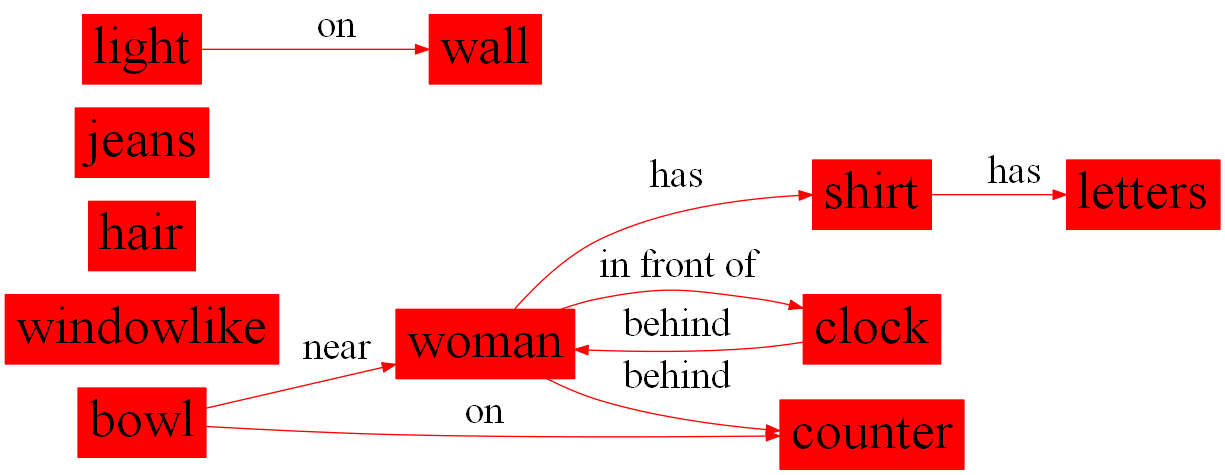 on
light wall
jeans
has has
shirt letters
hair
in front of
windowlike
behind clock
near woman
behind
bowl on
counter